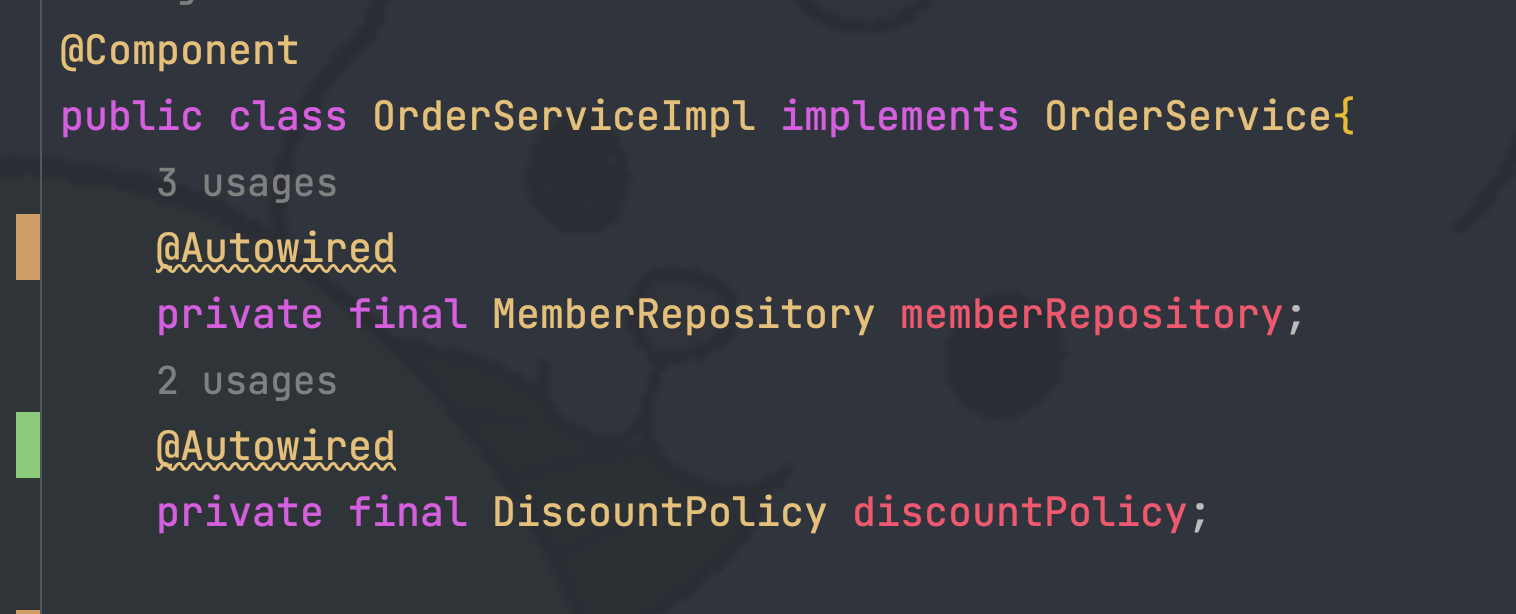 @Component
public class OrderServiceImpl implements OrderService{
3 usages
@Autowired
private final MemberRepository memberRepository;
2 usages
@Autowired
private final DiscountPolicy discountPolicy;